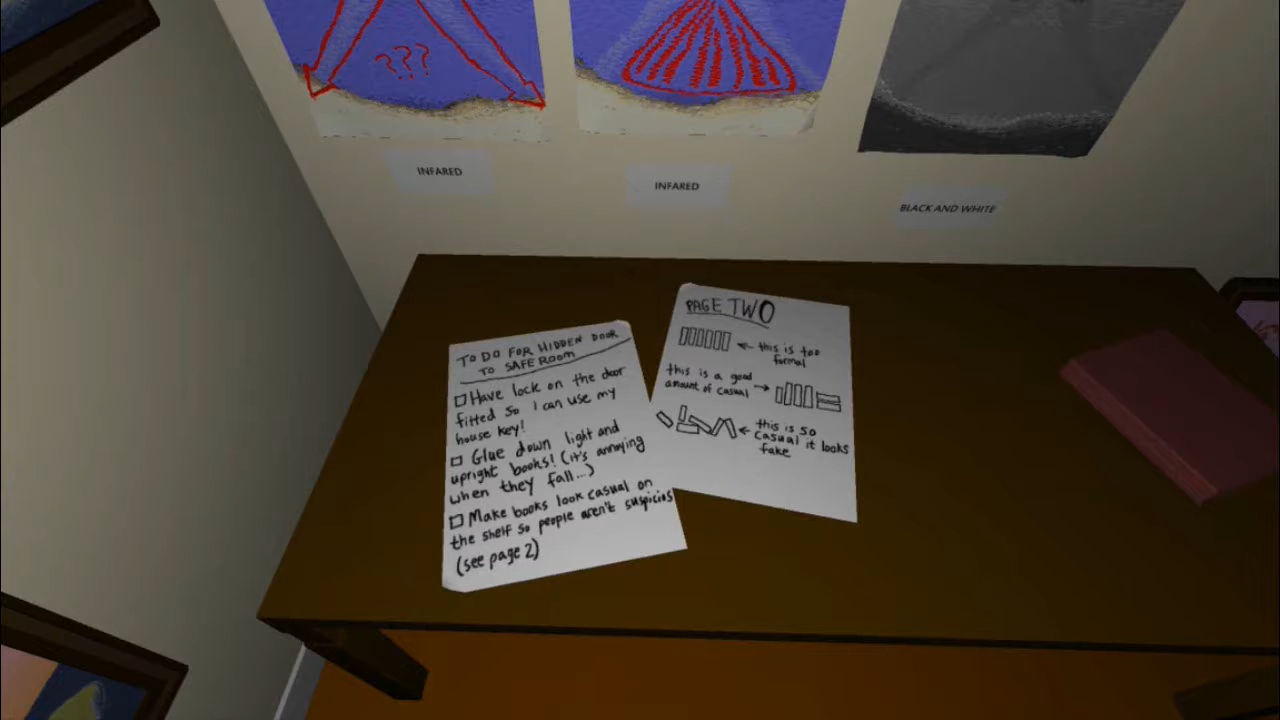 ???
INFARED
INFARED
BLACK AND WHITE
TO DO FOR HIDDEN DOOR
TO SAFE ROOM
Have lock on the door
fitted so I can use my
house key!
Glue down light and
upright books! (it's annoying
when they fall...)
Make books look casual on
the shelf so people aren't suspicios
(see page 2)
PAGE TWO
this is too
formal
this is a good
amount of casual
this is so
casual it looks
fake